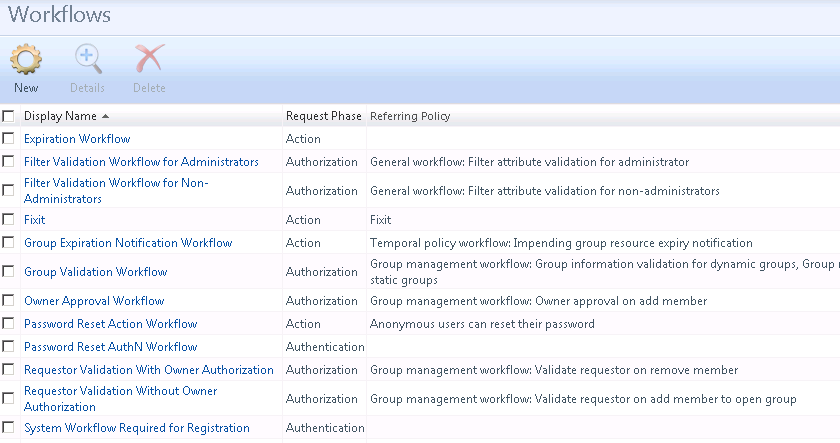 Workflows
New Details Delete
Display Name Request Phase Referring Policy
Expiration Workflow Action
Filter Validation Workflow for Administrators Authorization General workflow: Filter attribute validation for administrator
Filter Validation Workflow for Non-
Administrators Authorization General workflow: Filter attribute validation for non-administrators
Fixit Action Fixit
Group Expiration Notification Workflow Action Temporal policy workflow: Impending group resource expiry notification
Group Validation Workflow Authorization Group management workflow: Group information validation for dynamic groups, Group
static groups
Owner Approval Workflow Authorization Group management workflow: Owner approval on add member
Password Reset Action Workflow Action Anonymous users can reset their password
Password Reset AuthN Workflow Authentication
Requestor Validation With Owner Authorization Authorization Group management workflow: Validate requestor on remove member
Requestor Validation Without Owner
Authorization Authorization Group management workflow: Validate requestor on add member to open group
System Workflow Required for Registration Authentication